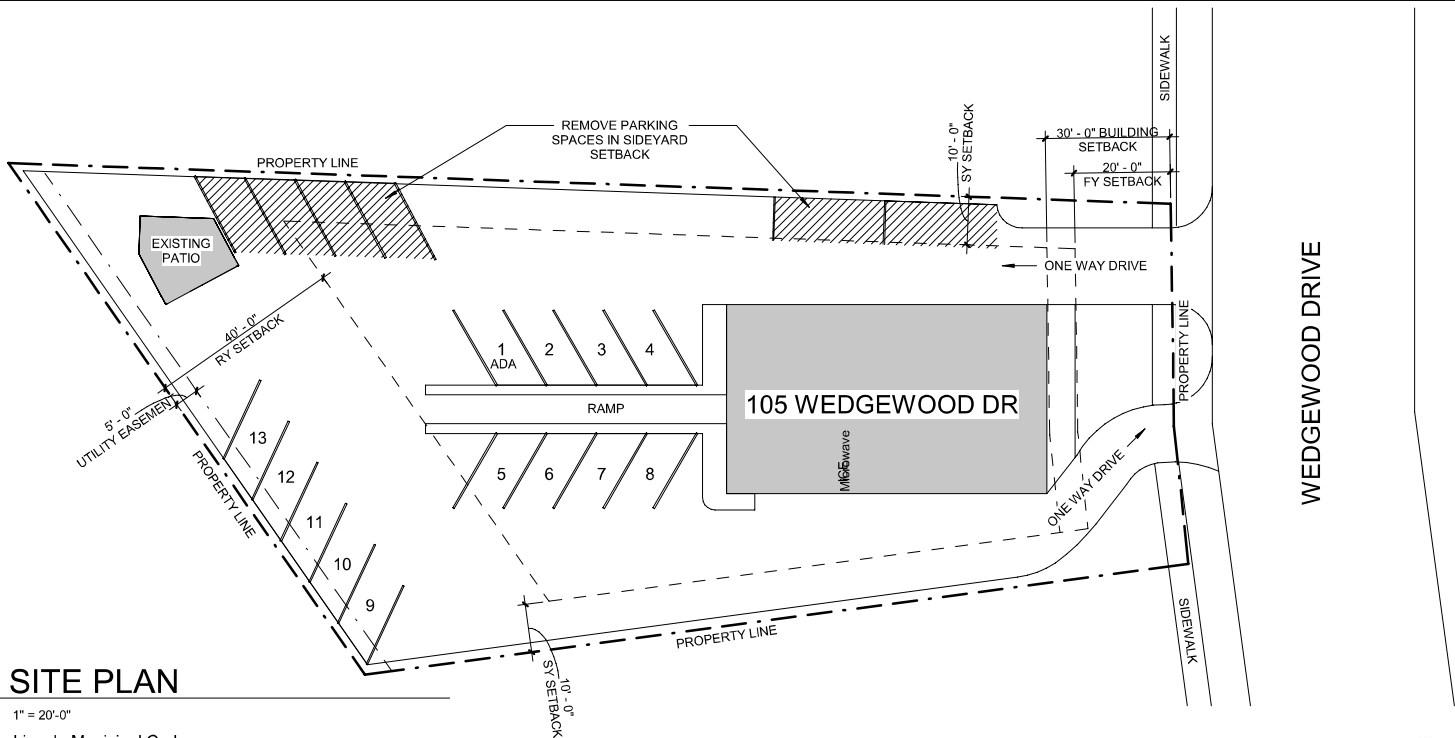 SIDEWALK
30' - 0" BUILDING
SETBACK
20' - 0"
FY SETBACK
10' - 0"
SY SETBACK
REMOVE PARKING
SPACES IN SIDEYARD
SETBACK
PROPERTY LINE
EXISTING
PATIO
ONE WAY DRIVE
WEDGEWOOD DRIVE
PROPERTY LINE
40' - 0"
RY SETBACK
1
ADA
2
3
4
RAMP
105 WEDGEWOOD DR
5' - 0"
UTILITY EASEMENT
PROPERTY LINE
13
12
11
10
9
5
6
7
8
Microwave
ONE WAY DRIVE
PROPERTY LINE
SIDEWALK
10' - 0"
SY SETBACK
SITE PLAN
1" = 20'-0"